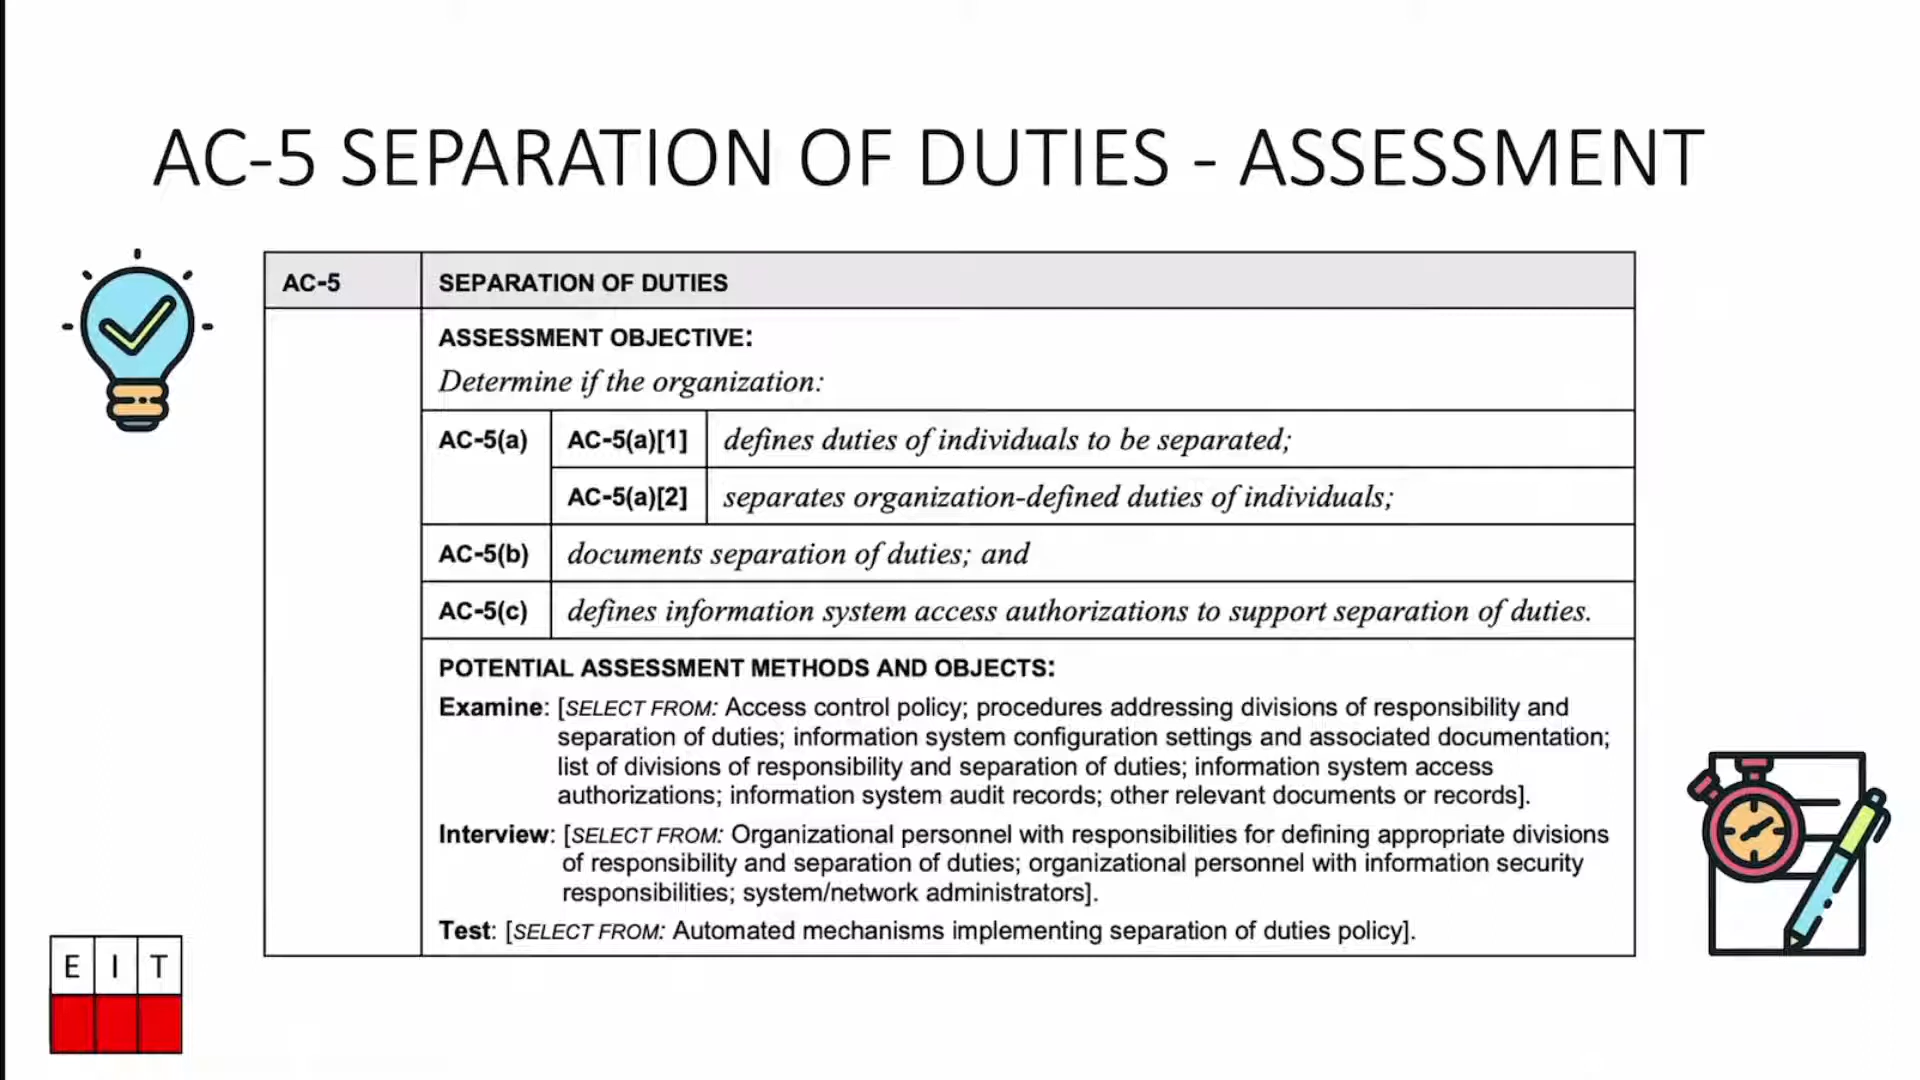 AC-5 SEPARATION OF DUTIES - ASSESSMENT
AC-5 SEPARATION OF DUTIES
ASSESSMENT OBJECTIVE:
Determine if the organization:
AC-5(a) AC-5(a)[1] defines duties of individuals to be separated;
AC-5(a)[2] separates organization-defined duties of individuals;
AC-5(b) documents separation of duties; and
AC-5(c) defines information system access authorizations to support separation of duties.
POTENTIAL ASSESSMENT METHODS AND OBJECTS:
Examine: [SELECT FROM: Access control policy; procedures addressing divisions of responsibility and
separation of duties; information system configuration settings and associated documentation;
list of divisions of responsibility and separation of duties; information system access
authorizations; information system audit records; other relevant documents or records].
Interview: [SELECT FROM: Organizational personnel with responsibilities for defining appropriate divisions
of responsibility and separation of duties; organizational personnel with information security
responsibilities; system/network administrators].
Test: [SELECT FROM: Automated mechanisms implementing separation of duties policy].
E I T